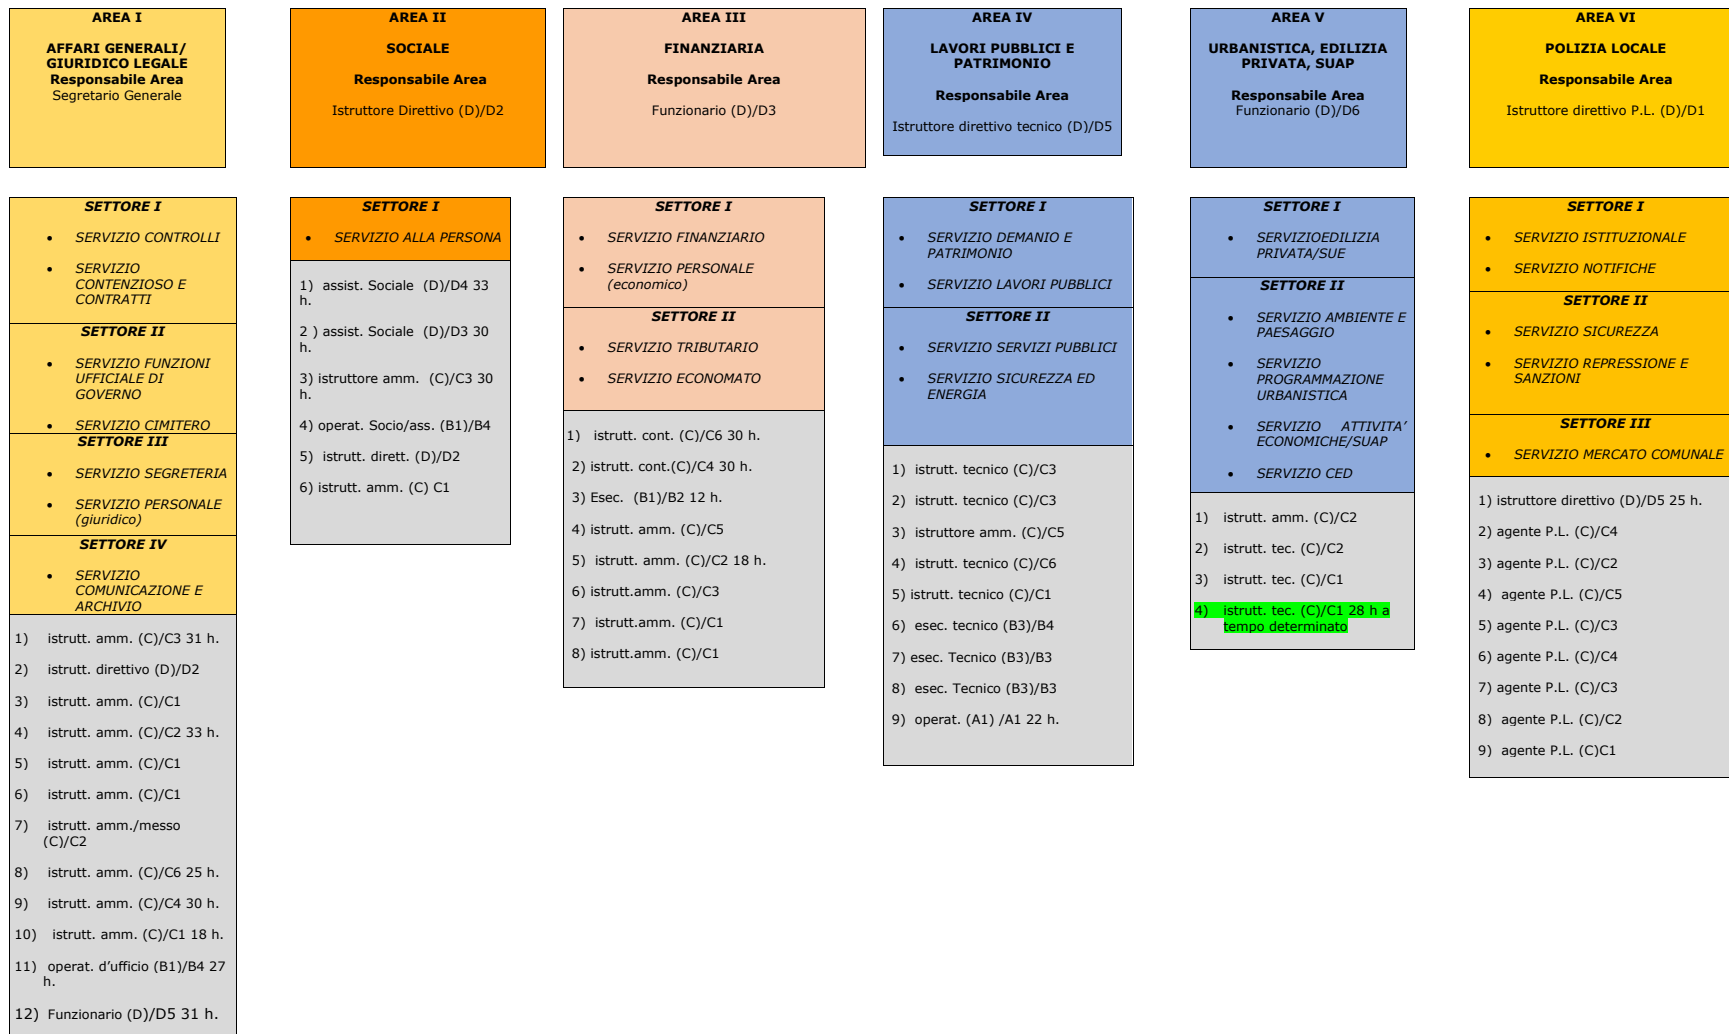 AREA I
AFFARI GENERALI/
GIURIDICO LEGALE
Responsabile Area
Segretario Generale
SETTORE I
• SERVIZIO CONTROLLI
• SERVIZIO
CONTENZIOSO E
CONTRATTI
SETTORE II
• SERVIZIO FUNZIONI
UFFICIALE DI
GOVERNO
• SERVIZIO CIMITERO
SETTORE III
• SERVIZIO SEGRETERIA
• SERVIZIO PERSONALE
(giuridico)
SETTORE IV
• SERVIZIO
COMUNICAZIONE E
ARCHIVIO
1) istrutt. amm. (C)/C3 31 h.
2) istrutt. direttivo (D)/D2
3) istrutt. amm. (C)/C1
4) istrutt. amm. (C)/C2 33 h.
5) istrutt. amm. (C)/C1
6) istrutt. amm. (C)/C1
7) istrutt. amm./messo
(C)/C2
8) istrutt. amm. (C)/C6 25 h.
9) istrutt. amm. (C)/C4 30 h.
10) istrutt. amm. (C)/C1 18 h.
11) operat. d’ufficio (B1)/B4 27
h.
12) Funzionario (D)/D5 31 h.
AREA II
SOCIALE
Responsabile Area
Istruttore Direttivo (D)/D2
SETTORE I
• SERVIZIO ALLA PERSONA
1) assist. Sociale (D)/D4 33
h.
2 ) assist. Sociale (D)/D3 30
h.
3) istruttore amm. (C)/C3 30
h.
4) operat. Socio/ass. (B1)/B4
5) istrutt. dirett. (D)/D2
6) istrutt. amm. (C) C1
AREA III
FINANZIARIA
Responsabile Area
Funzionario (D)/D3
SETTORE I
• SERVIZIO FINANZIARIO
• SERVIZIO PERSONALE
(economico)
SETTORE II
• SERVIZIO TRIBUTARIO
• SERVIZIO ECONOMATO
1) istrutt. cont. (C)/C6 30 h.
2) istrutt. cont.(C)/C4 30 h.
3) Esec. (B1)/B2 12 h.
4) istrutt. amm. (C)/C5
5) istrutt. amm. (C)/C2 18 h.
6) istrutt.amm. (C)/C3
7) istrutt.amm. (C)/C1
8) istrutt.amm. (C)/C1
AREA IV
LAVORI PUBBLICI E
PATRIMONIO
Responsabile Area
Istruttore direttivo tecnico (D)/D5
SETTORE I
• SERVIZIO DEMANIO E
PATRIMONIO
• SERVIZIO LAVORI PUBBLICI
SETTORE II
• SERVIZIO SERVIZI PUBBLICI
• SERVIZIO SICUREZZA ED
ENERGIA
1) istrutt. tecnico (C)/C3
2) istrutt. tecnico (C)/C3
3) istruttore amm. (C)/C5
4) istrutt. tecnico (C)/C6
5) istrutt. tecnico (C)/C1
6) esec. tecnico (B3)/B4
7) esec. Tecnico (B3)/B3
8) esec. Tecnico (B3)/B3
9) operat. (A1) /A1 22 h.
AREA V
URBANISTICA, EDILIZIA
PRIVATA, SUAP
Responsabile Area
Funzionario (D)/D6
SETTORE I
• SERVIZIOEDILIZIA
PRIVATA/SUE
SETTORE II
• SERVIZIO AMBIENTE E
PAESAGGIO
• SERVIZIO
PROGRAMMAZIONE
URBANISTICA
• SERVIZIO ATTIVITA’
ECONOMICHE/SUAP
• SERVIZIO CED
1) istrutt. amm. (C)/C2
2) istrutt. tec. (C)/C2
3) istrutt. tec. (C)/C1
4) istrutt. tec. (C)/C1 28 h a
tempo determinato
AREA VI
POLIZIA LOCALE
Responsabile Area
Istruttore direttivo P.L. (D)/D1
SETTORE I
• SERVIZIO ISTITUZIONALE
• SERVIZIO NOTIFICHE
SETTORE II
• SERVIZIO SICUREZZA
• SERVIZIO REPRESSIONE E
SANZIONI
SETTORE III
• SERVIZIO MERCATO COMUNALE
1) istruttore direttivo (D)/D5 25 h.
2) agente P.L. (C)/C4
3) agente P.L. (C)/C2
4) agente P.L. (C)/C5
5) agente P.L. (C)/C3
6) agente P.L. (C)/C4
7) agente P.L. (C)/C3
8) agente P.L. (C)/C2
9) agente P.L. (C)C1